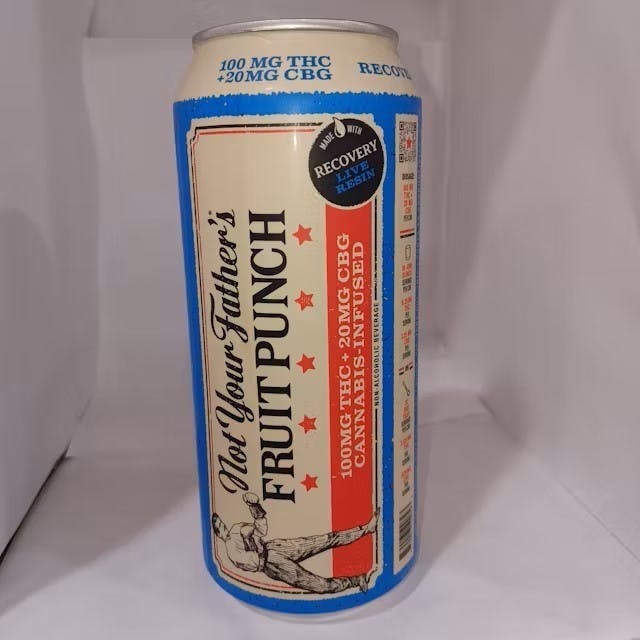 100 MG THC
+20MG CBG
RECOV
MADE WITH
RECOVERY
LIVE
RESIN
Not Your Father's
FRUIT PUNCH
100MG THC + 20MG CBG
CANNABIS-INFUSED
NON-ALCOHOLIC BEVERAGE